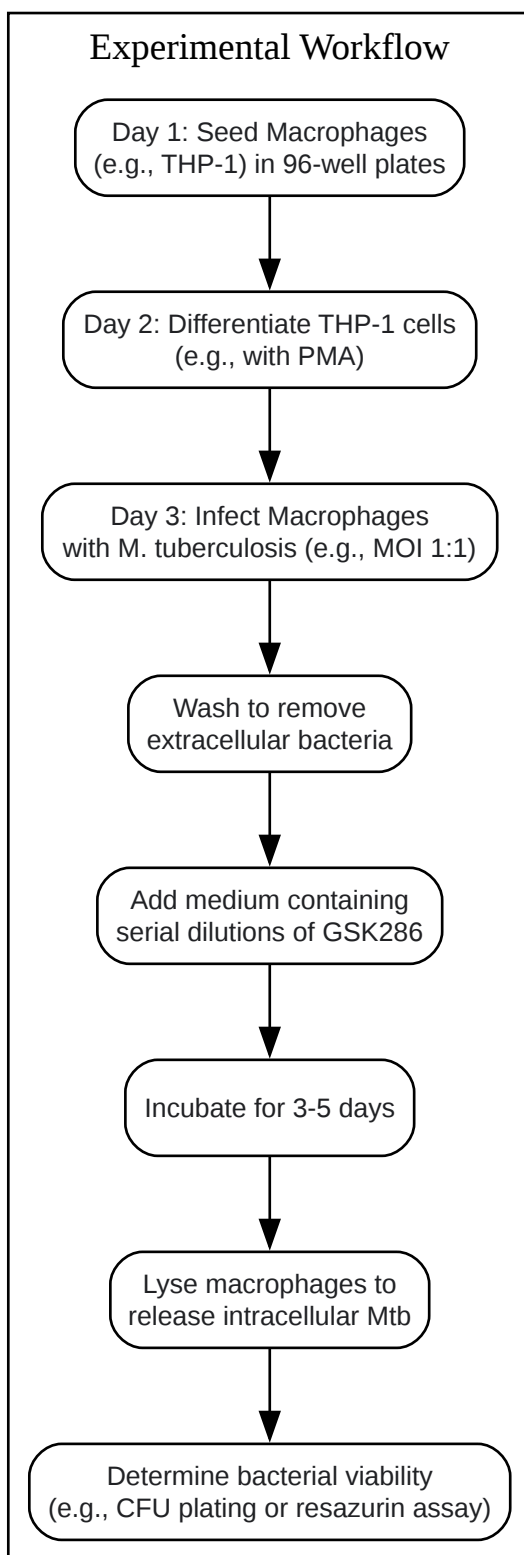 Experimental Workflow
Day 1: Seed Macrophages
(e.g., THP-1) in 96-well plates
Day 2: Differentiate THP-1 cells
(e.g., with PMA)
Day 3: Infect Macrophages
with M. tuberculosis (e.g., MOI 1:1)
Wash to remove
extracellular bacteria
Add medium containing
serial dilutions of GSK286
Incubate for 3-5 days
Lyse macrophages to
release intracellular Mtb
Determine bacterial viability
(e.g., CFU plating or resazurin assay)